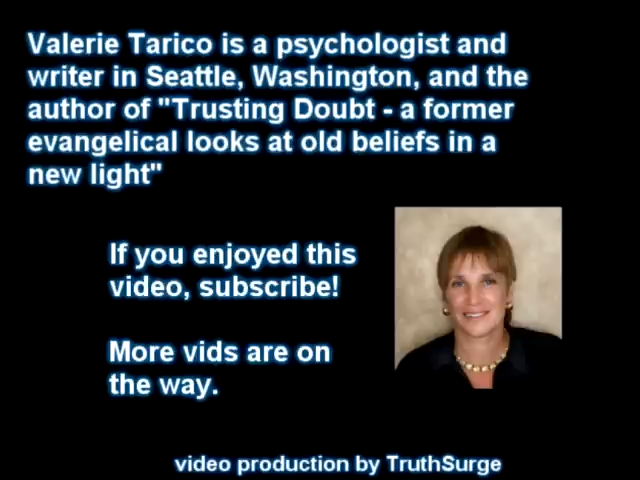 Valerie Tarico is a psychologist and
writer in Seattle, Washington, and the
author of "Trusting Doubt - a former
evangelical looks at old beliefs in a
new light"
If you enjoyed this
video, subscribe!
More vids are on
the way.
video production by TruthSurge